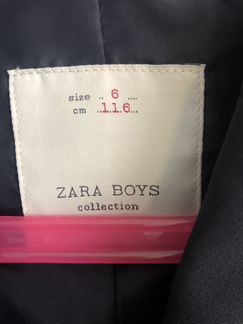 size .. 6 ....
cm ..116...
ZARA BOYS
collection